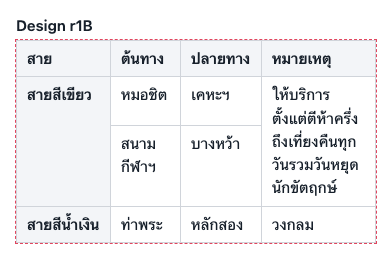 Design r1B
สาย ต้นทาง ปลายทาง หมายเหตุ
สายสีเขียว หมอชิต เคหะฯ ให้บริการ
ตั้งแต่ตีห้าครึ่ง
ถึงเที่ยงคืนทุก
วันรวมวันหยุด
นักขัตฤกษ์
สนาม
กีฬาฯ
บางหว้า
สายสีน้ำเงิน ท่าพระ หลักสอง วงกลม